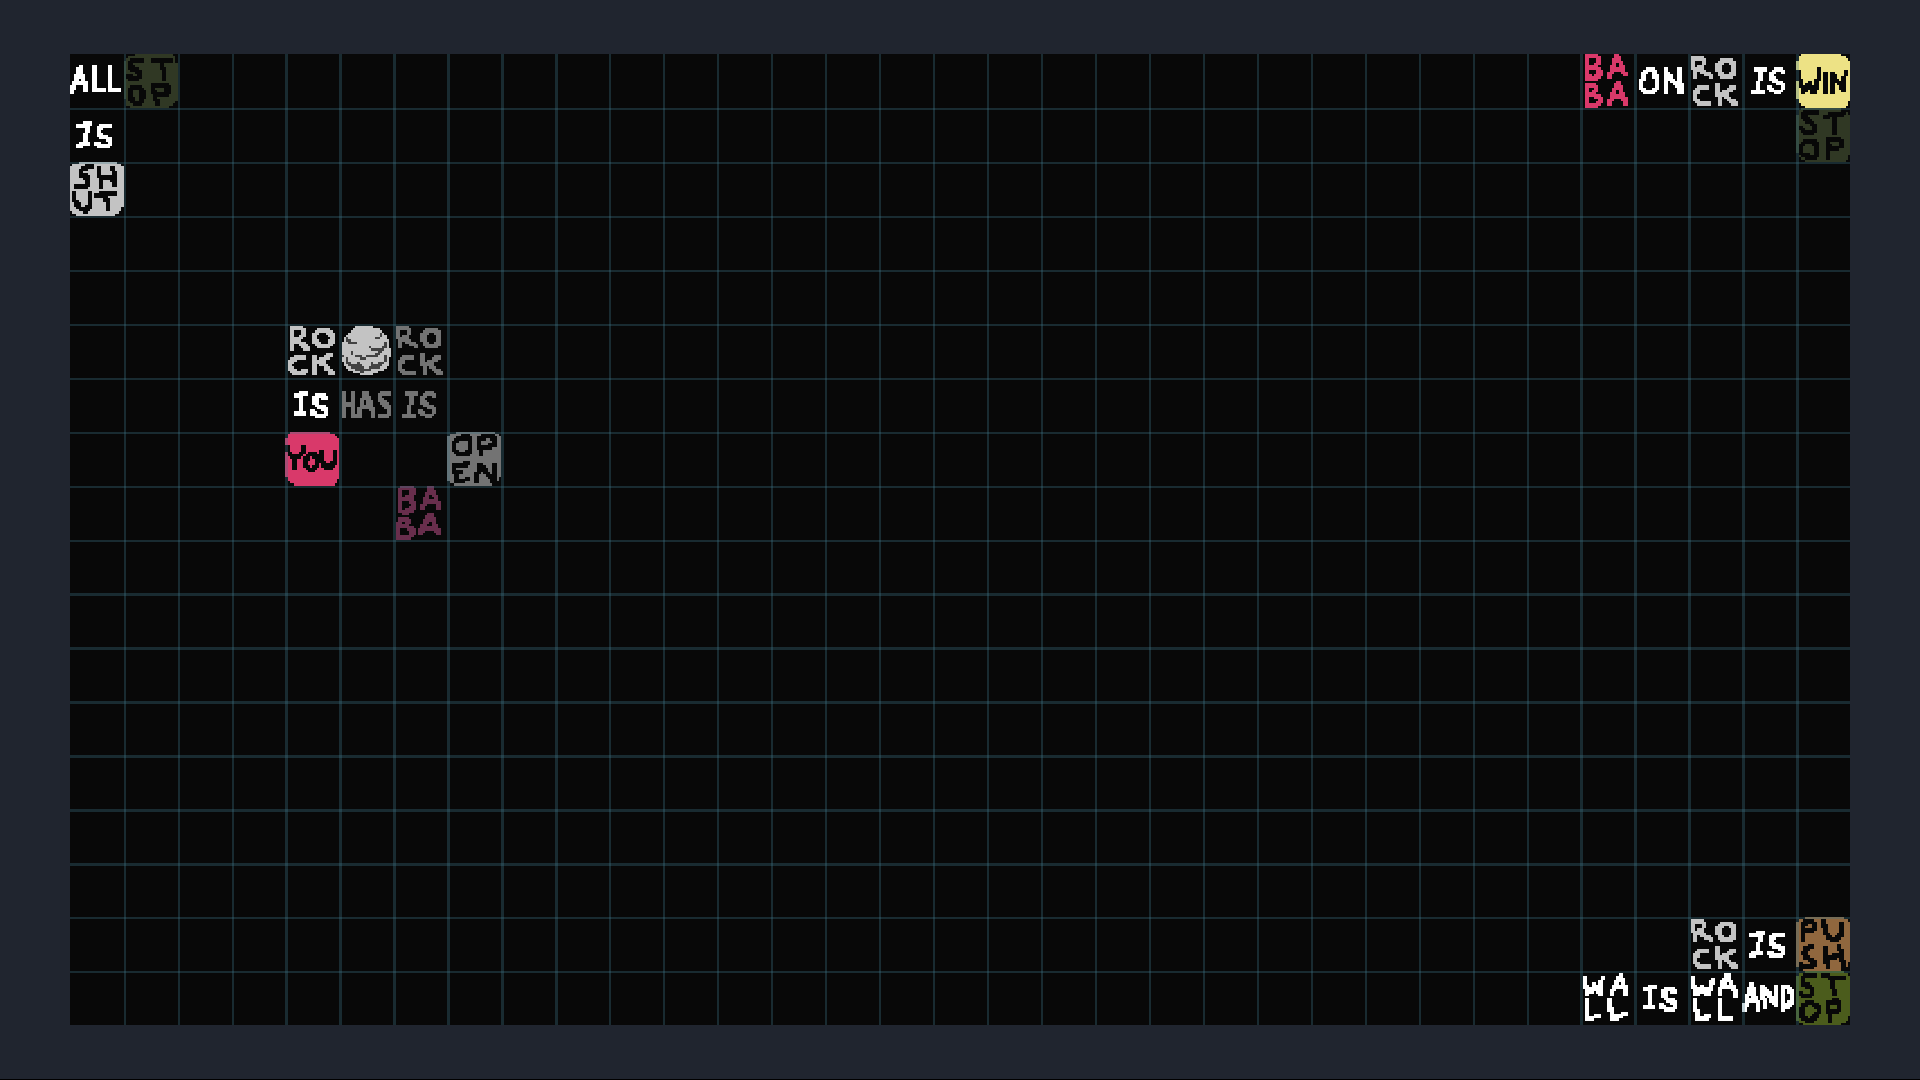 ALL STOP BABA ON ROCK IS WIN
IS STOP
SHUT
ROCK ROCK
IS HAS IS
YOU OPEN
BABA
ROCK IS PUSH
WALL IS WALL AND STOP